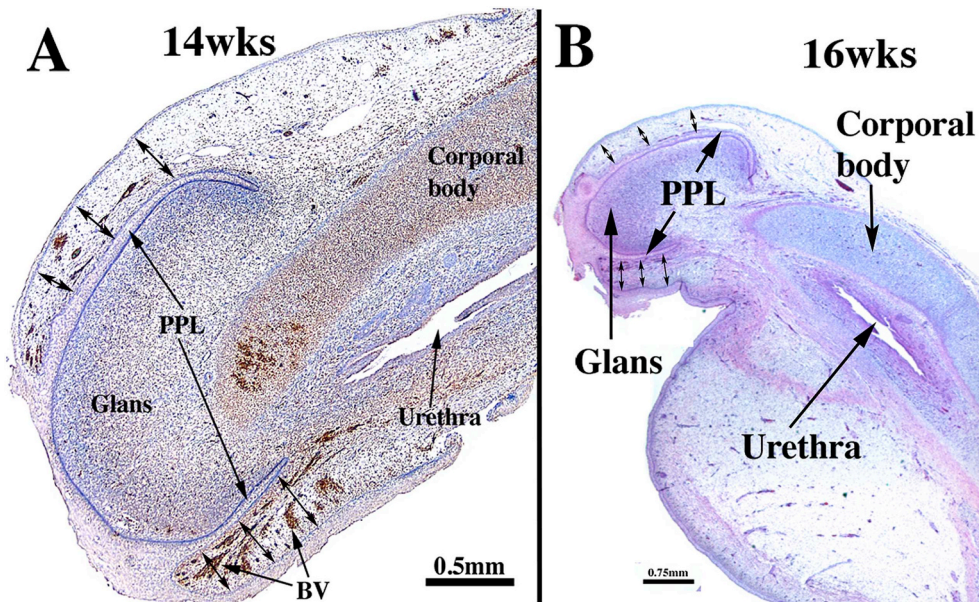 A
14wks
Corporal
body
PPL
Glans
Urethra
BV
0.5mm
B
16wks
Corporal
body
PPL
Glans
Urethra
0.75mm